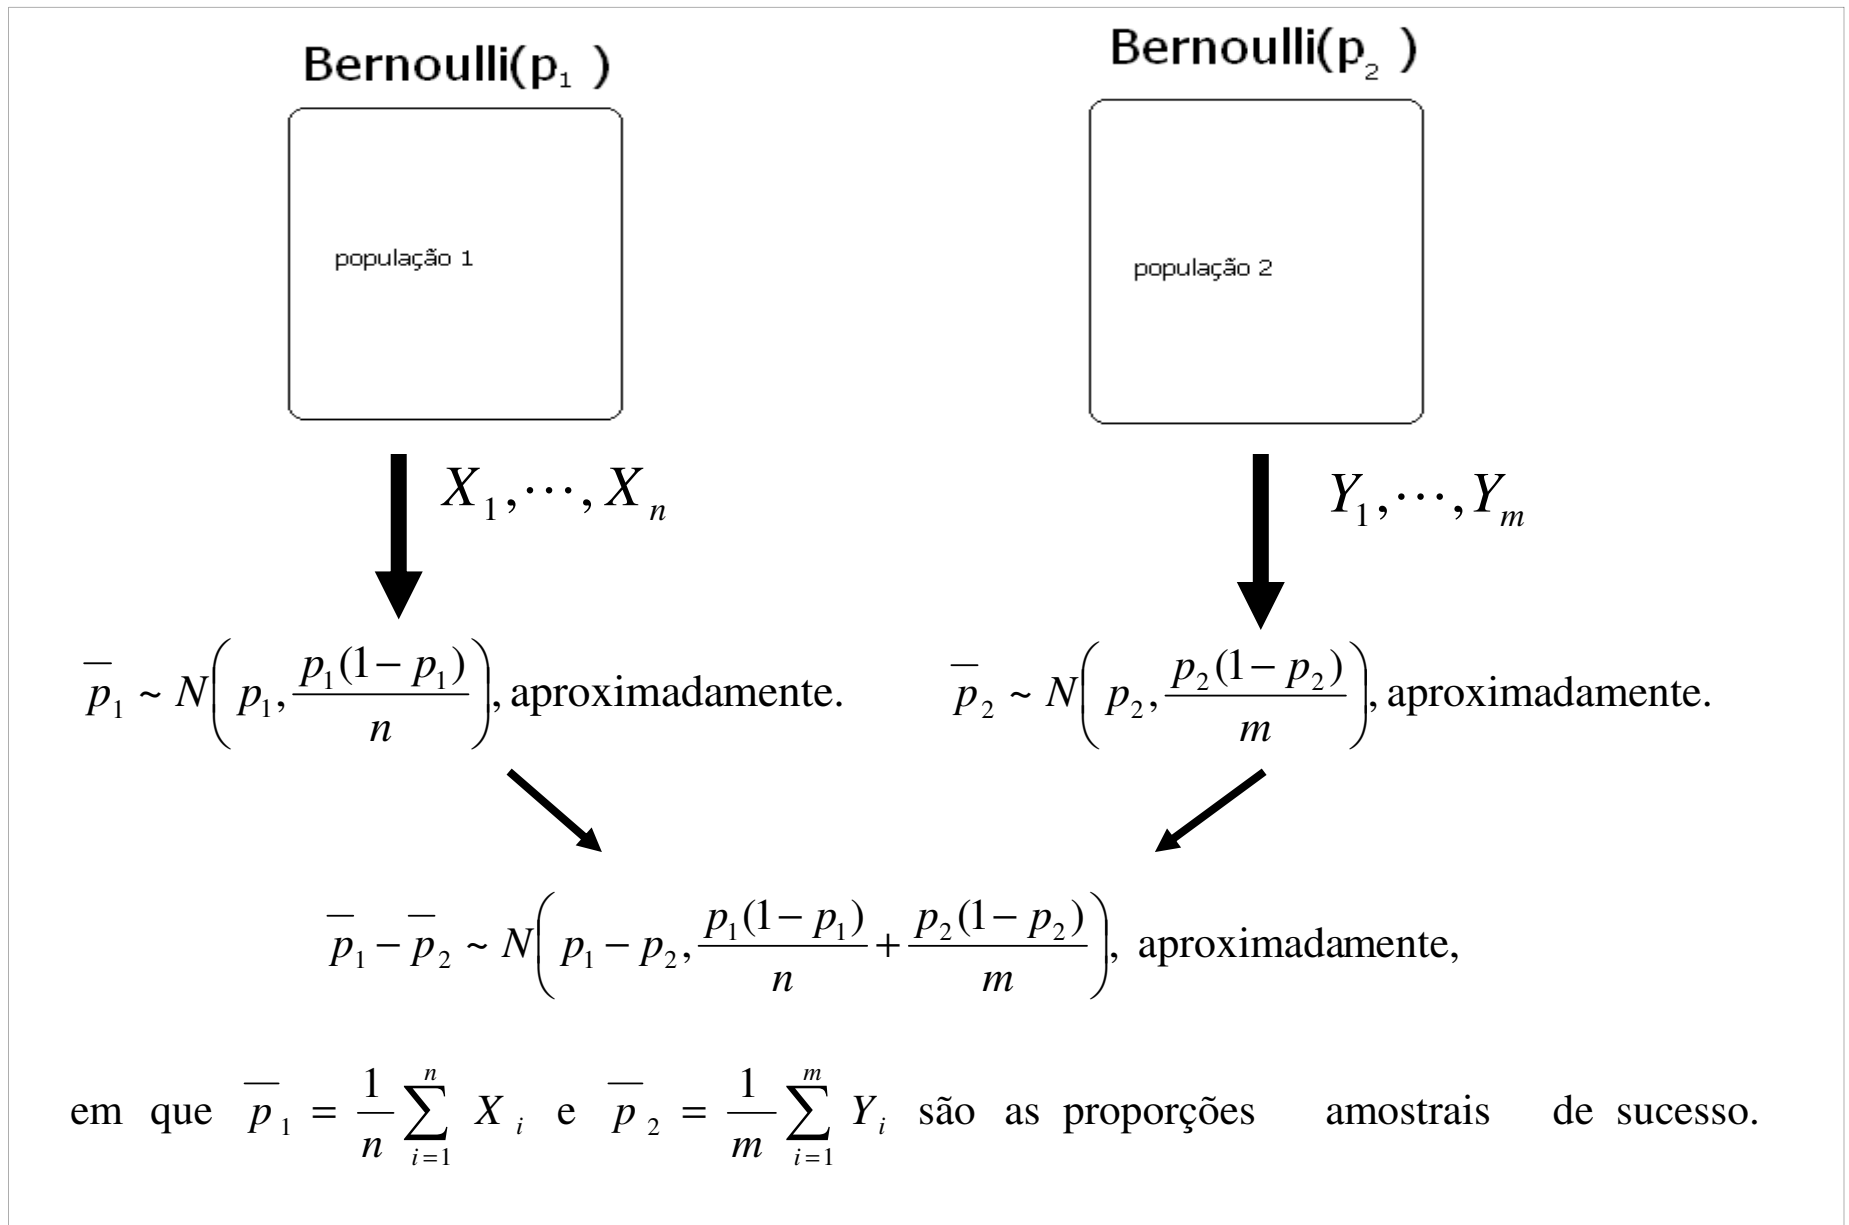 Bernoulli(p₁ )
Bernoulli(p₂ )
população 1
população 2
X₁,⋯, Xₙ
Y₁,⋯,Yₘ
p̅₁ ~ N( p₁, p₁(1− p₁)/n ), aproximadamente.
p̅₂ ~ N( p₂, p₂(1− p₂)/m ), aproximadamente.
p̅₁ − p̅₂ ~ N( p₁ − p₂, p₁(1− p₁)/n + p₂(1− p₂)/m ), aproximadamente,
em que p̅₁ = 1/n ∑ᵢ₌₁ⁿ Xᵢ e p̅₂ = 1/m ∑ᵢ₌₁ᵐ Yᵢ são as proporções amostrais de sucesso.